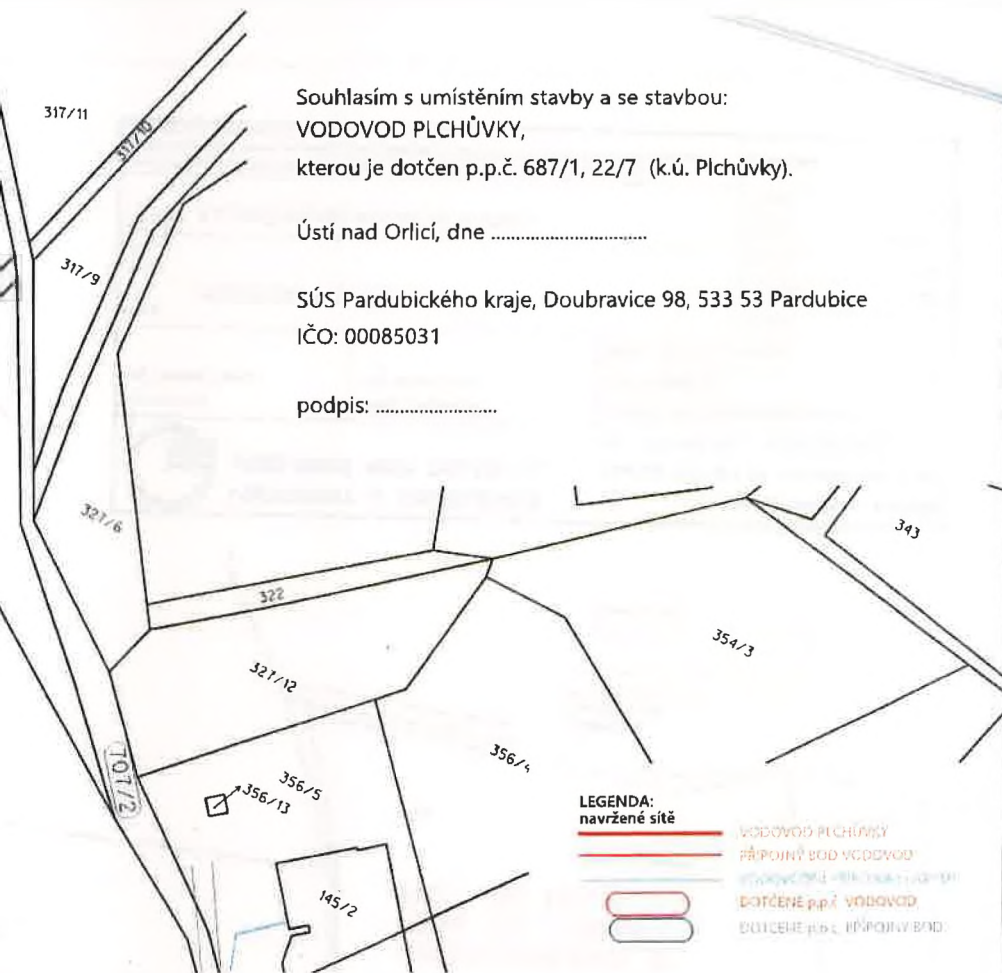 317/11
317/10
Souhlasím s umístěním stavby a se stavbou:
VODOVOD PLCHŮVKY,
kterou je dotčen p.p.č. 687/1, 22/7 (k.ú. Plchůvky).
Ústí nad Orlicí, dne ................................
317/9
SÚS Pardubického kraje, Doubravice 98, 533 53 Pardubice
IČO: 00085031
podpis: .........................
327/6
343
322
354/3
327/12
356/4
707/2
356/5
356/13
145/2
LEGENDA:
navržené sítě
VODOVOD PLCHŮVKY
PŘÍPOJNÝ BOD VODOVOD
DOTČENÉ p.p.č. VODOVOD
DOTČENÉ p.p.č. PŘÍPOJNÝ BOD